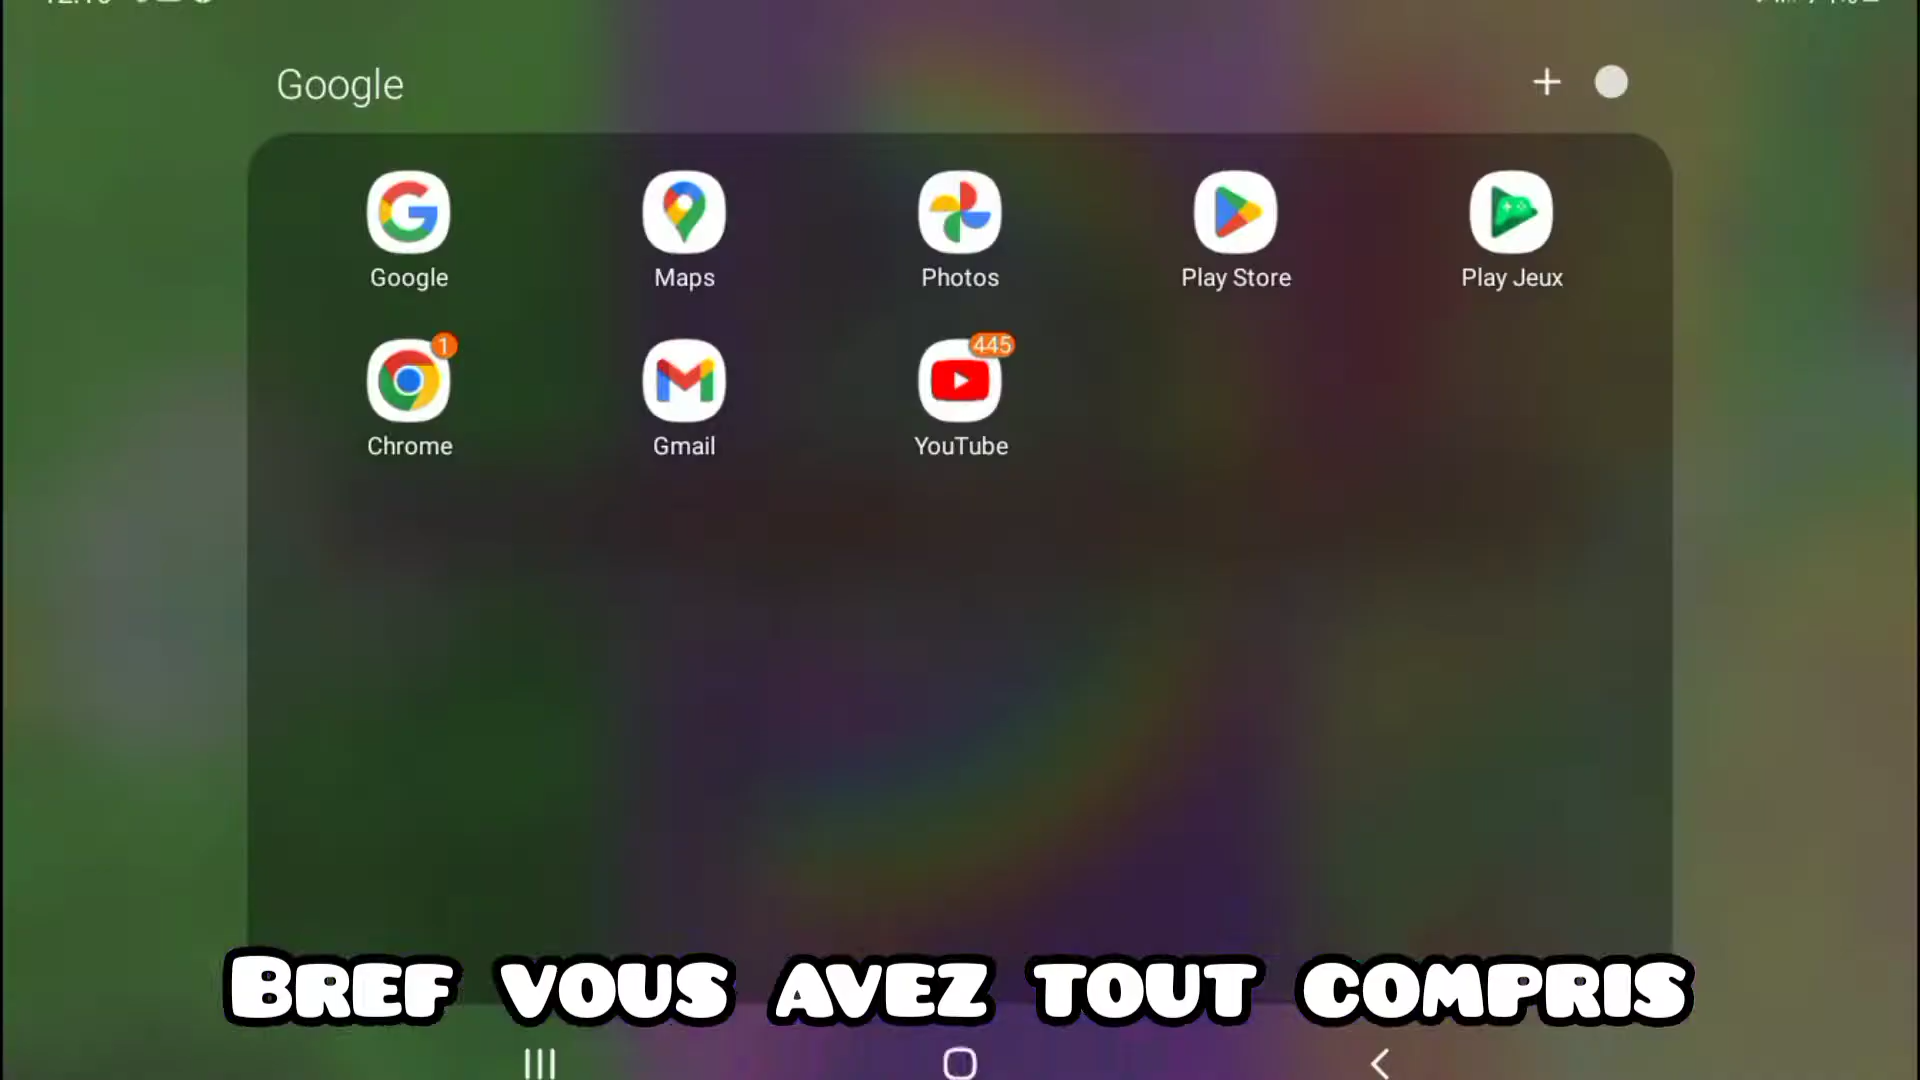 Google
Google Maps Photos Play Store Play Jeux
1 445
Chrome Gmail YouTube
Bref vous avez tout compris